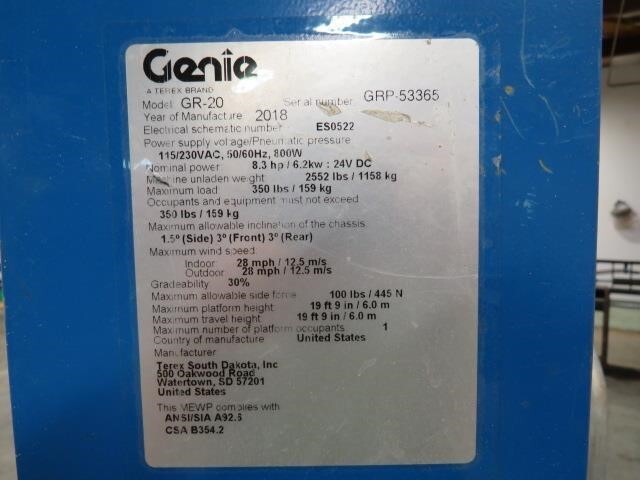 Genie
A TEREX BRAND
Model GR-20 Serial number GRP-53365
Year of Manufacture 2018
Electrical schematic number ES0522
Power supply voltage/Pneumatic pressure
115/230VAC, 50/60Hz, 800W
Nominal power 8.3 hp / 6.2kw : 24V DC
Machine unladen weight 2552 lbs / 1158 kg
Maximum load 350 lbs / 159 kg
Occupants and equipment must not exceed
350 lbs / 159 kg
Maximum allowable inclination of the chassis
1.5º (Side) 3º (Front) 3º (Rear)
Maximum wind speed
Indoor 28 mph / 12.5 m/s
Outdoor 28 mph / 12.5 m/s
Gradeability 30%
Maximum allowable side force 100 lbs / 445 N
Maximum platform height 19 ft 9 in / 6.0 m
Maximum travel height 19 ft 9 in / 6.0 m
Maximum number of platform occupants 1
Country of manufacture United States
Manufacturer
Terex South Dakota, Inc
500 Oakwood Road
Watertown, SD 57201
United States
This MEWP complies with
ANSI/SIA A92.6
CSA B354.2